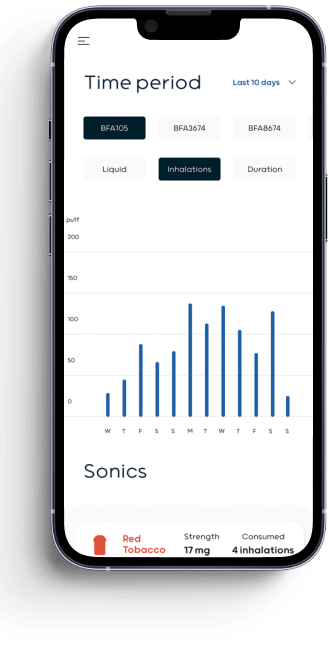 Time period Last 10 days
BFA105 BFA3674 BFA8674
Liquid Inhalations Duration
puff
200
150
100
50
0
W T F S S M T W T F S S
Sonics
Red Tobacco
Strength
17 mg
Consumed
4 inhalations